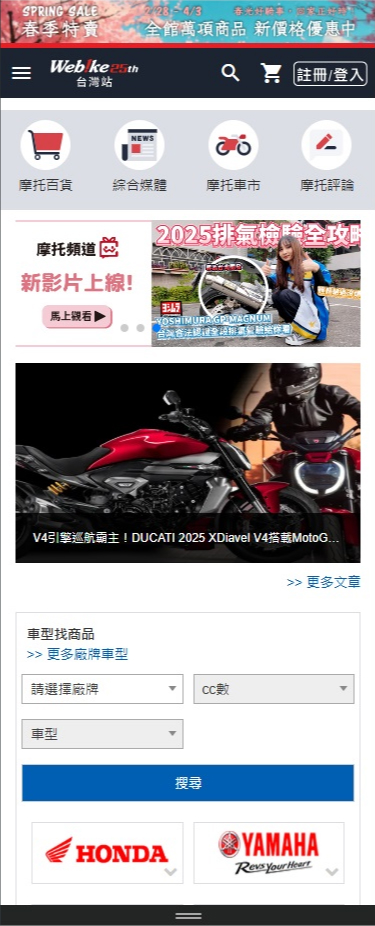 SPRING SALE
春季特賣
2/28 - 4/3
全館萬項商品 新價格優惠中
Webike 25th
台灣站
註冊/登入
NEWS
摩托百貨
綜合媒體
摩托車市
摩托評論
摩托頻道
新影片上線!
馬上觀看▶
2025排氣檢驗全攻略
YOSHIMURA GP-MAGNUM
V4引擎巡航霸主！DUCATI 2025 XDiavel V4搭載MotoG...
>> 更多文章
車型找商品
>> 更多廠牌車型
請選擇廠牌
cc數
車型
搜尋
HONDA
YAMAHA
Revs Your Heart